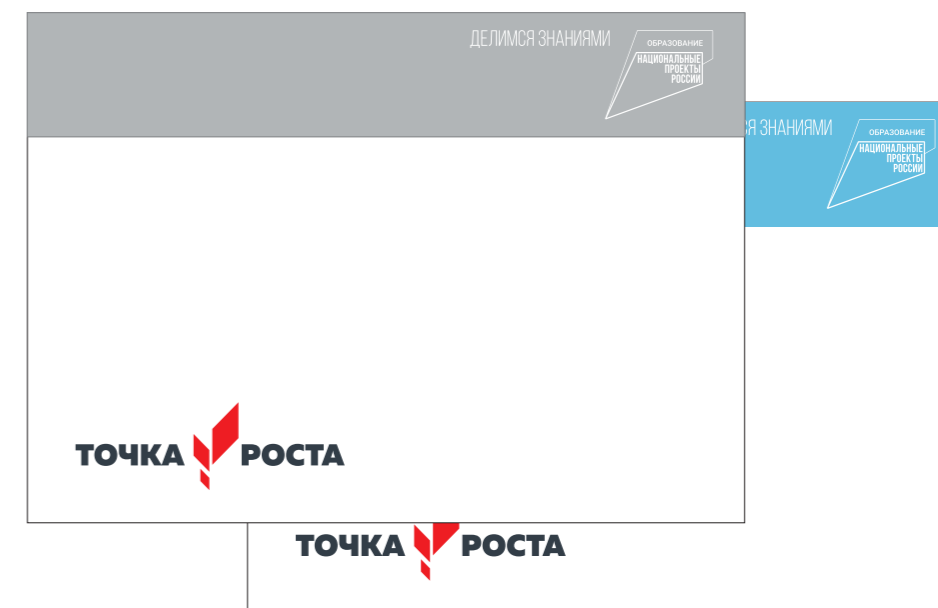 ДЕЛИМСЯ ЗНАНИЯМИ
ОБРАЗОВАНИЕ
НАЦИОНАЛЬНЫЕ
ПРОЕКТЫ
РОССИИ
Я ЗНАНИЯМИ
ОБРАЗОВАНИЕ
НАЦИОНАЛЬНЫЕ
ПРОЕКТЫ
РОССИИ
ТОЧКА РОСТА
ТОЧКА РОСТА